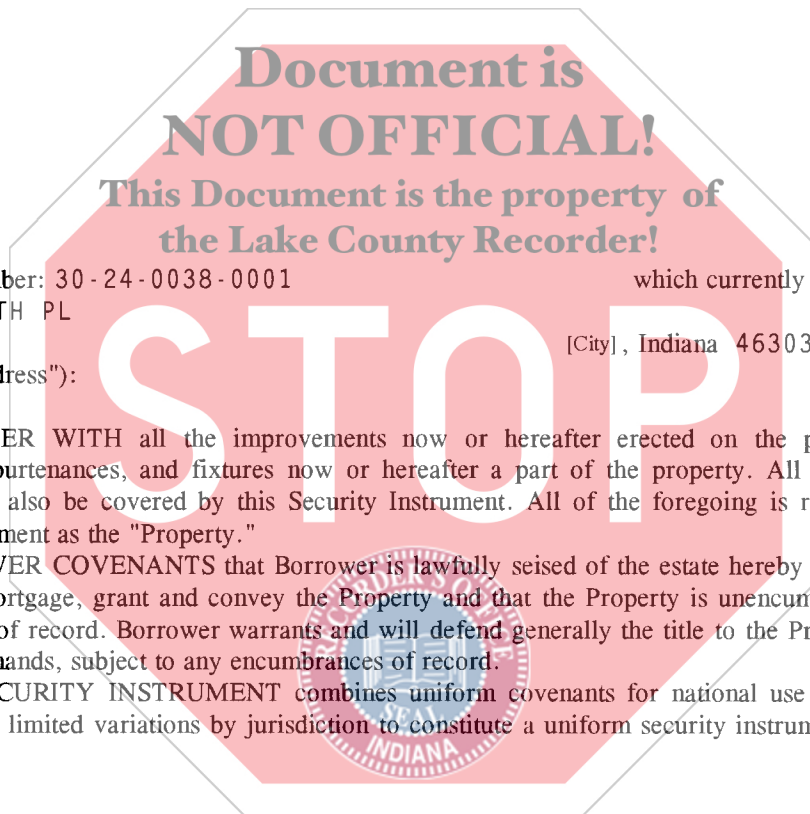 Document is
NOT OFFICIAL!
This Document is the property of
the Lake County Recorder!
ber: 30-24-0038-0001 which currently
TH PL
[City], Indiana 46303
dress"):
STOP
ER WITH all the improvements now or hereafter erected on the p
purtenances, and fixtures now or hereafter a part of the property. All
also be covered by this Security Instrument. All of the foregoing is r
ment as the "Property."
VER COVENANTS that Borrower is lawfully seised of the estate hereby
ortgage, grant and convey the Property and that the Property is unencum
of record. Borrower warrants and will defend generally the title to the Pr
ands, subject to any encumbrances of record.
CURITY INSTRUMENT combines uniform covenants for national use
limited variations by jurisdiction to constitute a uniform security instrum
RECORDER'S OFFICE
SEAL
INDIANA